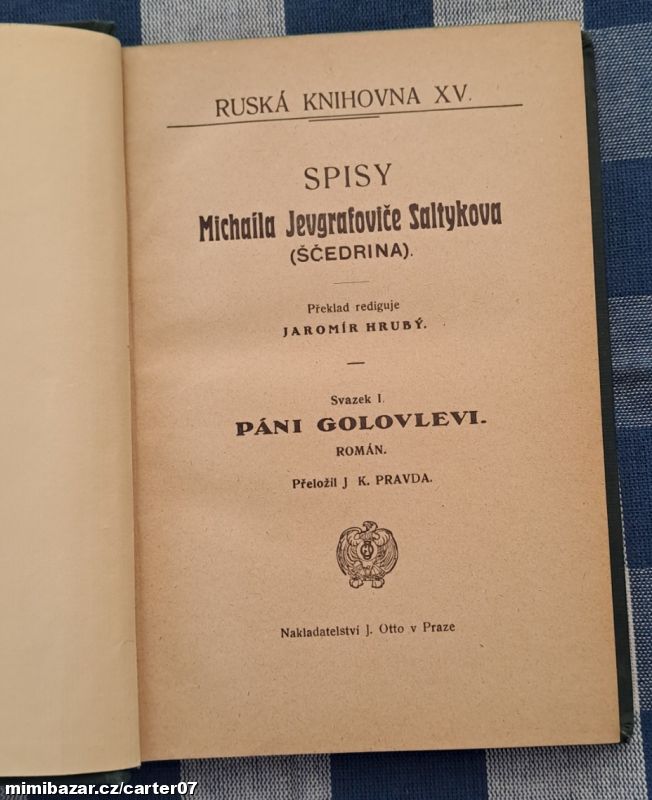 RUSKÁ KNIHOVNA XV.
SPISY
Michaíla Jevgrafoviče Saltykova
(ŠČEDRINA).
Překlad rediguje
JAROMÍR HRUBÝ.
Svazek I.
PÁNI GOLOVLEVI.
ROMÁN.
Přeložil J K. PRAVDA.
Nakladatelství J. Otto v Praze
mimibazar.cz/carter07